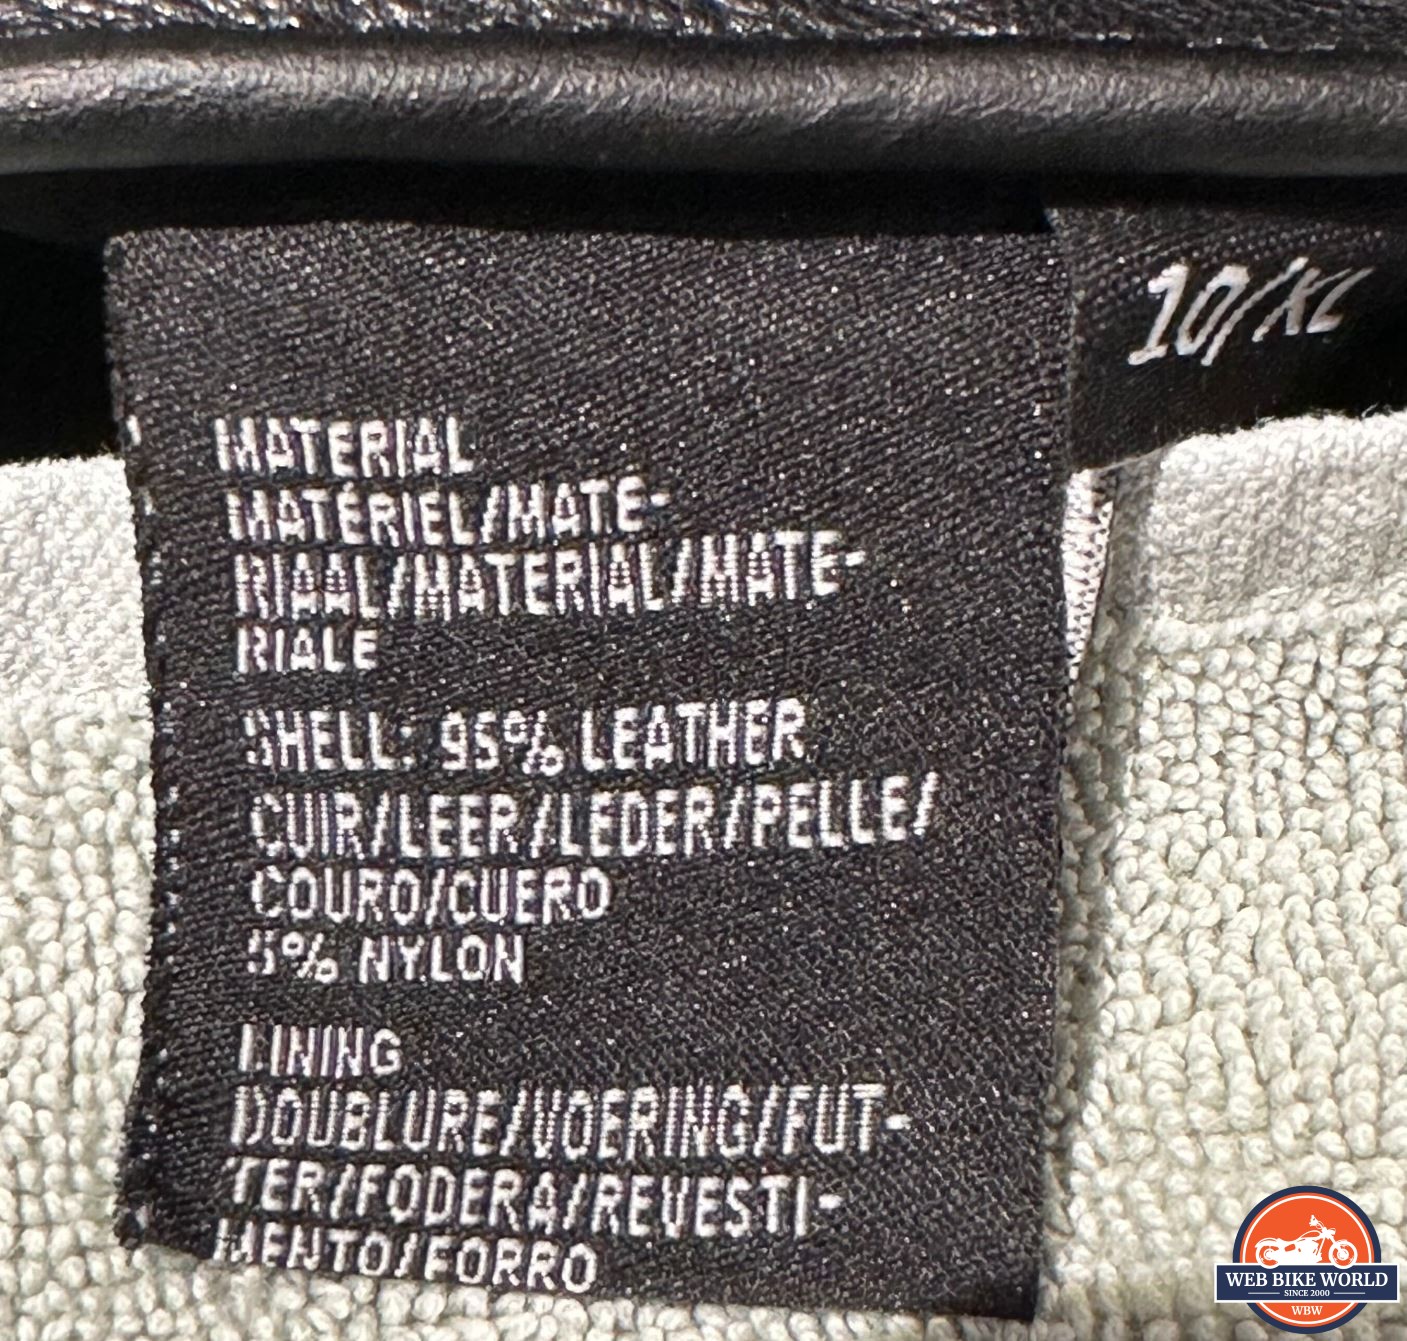 10/XL
MATERIAL
MATÉRIEL/MATE-
RIAAL/MATERIAL/MATE-
RIALE
SHELL: 95% LEATHER
CUIR/LEER/LEDER/PELLE/
COURO/CUERO
5% NYLON
LINING
DOUBLURE/VOERING/FUT-
TER/FODERA/REVESTI-
MENTO/FORRO
WEB BIKE WORLD
SINCE 2000
WBW